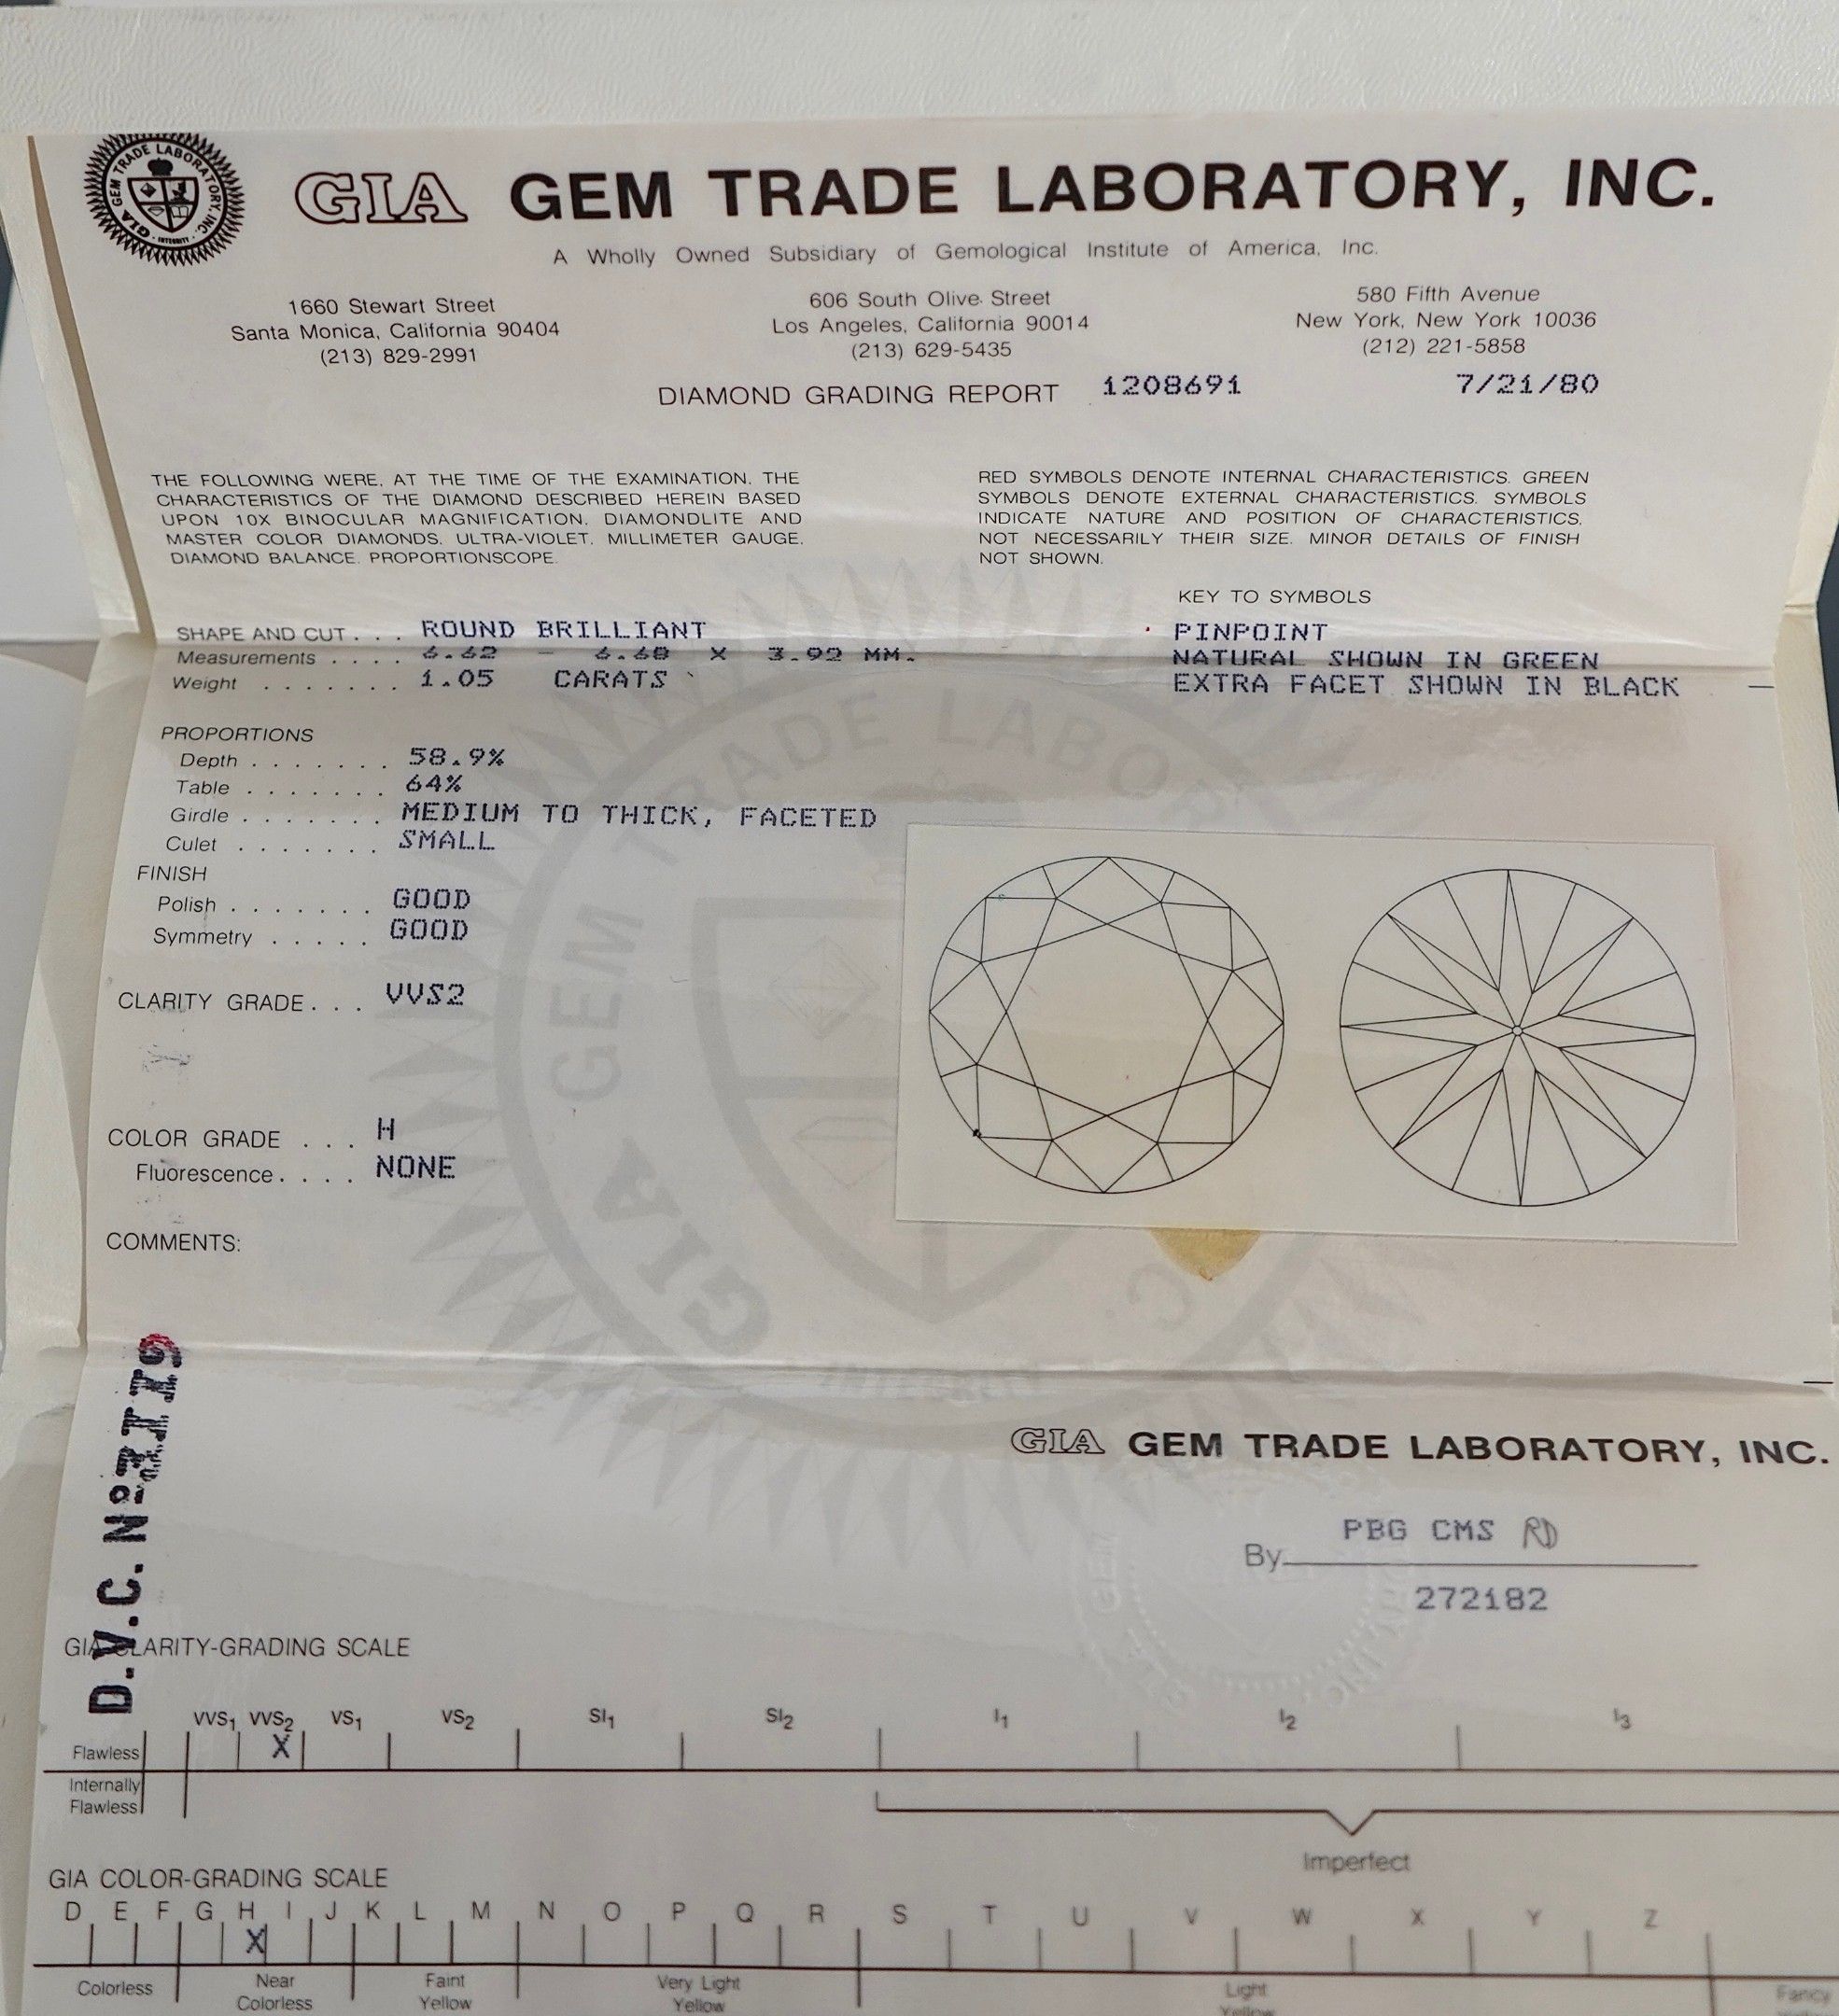 GIA GEM TRADE LABORATORY, INC.
GIA GEM TRADE LABORATORY, INC.
INTEGRITY
A Wholly Owned Subsidiary of Gemological Institute of America, Inc.
1660 Stewart Street
Santa Monica, California 90404
(213) 829-2991
606 South Olive Street
Los Angeles, California 90014
(213) 629-5435
580 Fifth Avenue
New York, New York 10036
(212) 221-5858
DIAMOND GRADING REPORT 1208691 7/21/80
THE FOLLOWING WERE, AT THE TIME OF THE EXAMINATION, THE
CHARACTERISTICS OF THE DIAMOND DESCRIBED HEREIN BASED
UPON 10X BINOCULAR MAGNIFICATION, DIAMONDLITE AND
MASTER COLOR DIAMONDS, ULTRA-VIOLET, MILLIMETER GAUGE,
DIAMOND BALANCE, PROPORTIONSCOPE.
RED SYMBOLS DENOTE INTERNAL CHARACTERISTICS. GREEN
SYMBOLS DENOTE EXTERNAL CHARACTERISTICS. SYMBOLS
INDICATE NATURE AND POSITION OF CHARACTERISTICS,
NOT NECESSARILY THEIR SIZE. MINOR DETAILS OF FINISH
NOT SHOWN.
KEY TO SYMBOLS
PINPOINT
NATURAL SHOWN IN GREEN
EXTRA FACET SHOWN IN BLACK
SHAPE AND CUT . . . ROUND BRILLIANT
Measurements . . . . 6.62 - 6.68 X 3.92 MM.
Weight . . . . . . . 1.05 CARATS
PROPORTIONS
Depth . . . . . . . 58.9%
Table . . . . . . . 64%
Girdle . . . . . . . MEDIUM TO THICK, FACETED
Culet . . . . . . . SMALL
FINISH
Polish . . . . . . . GOOD
Symmetry . . . . . GOOD
CLARITY GRADE . . . VVS2
COLOR GRADE . . . H
Fluorescence . . . . NONE
COMMENTS:
GIA GEM TRADE LABORATORY, INC.
PBG CMS RD
By
272182
D.V.C. Nº
GIA CLARITY-GRADING SCALE
VVS1 VVS2 VS1 VS2 SI1 SI2 I1 I2 I3
X
Flawless
Internally
Flawless
Imperfect
GIA COLOR-GRADING SCALE
D E F G H I J K L M N O P Q R S T U V W X Y Z
X
Colorless
Near
Colorless
Faint
Yellow
Very Light
Yellow
Light
Yellow
Fancy